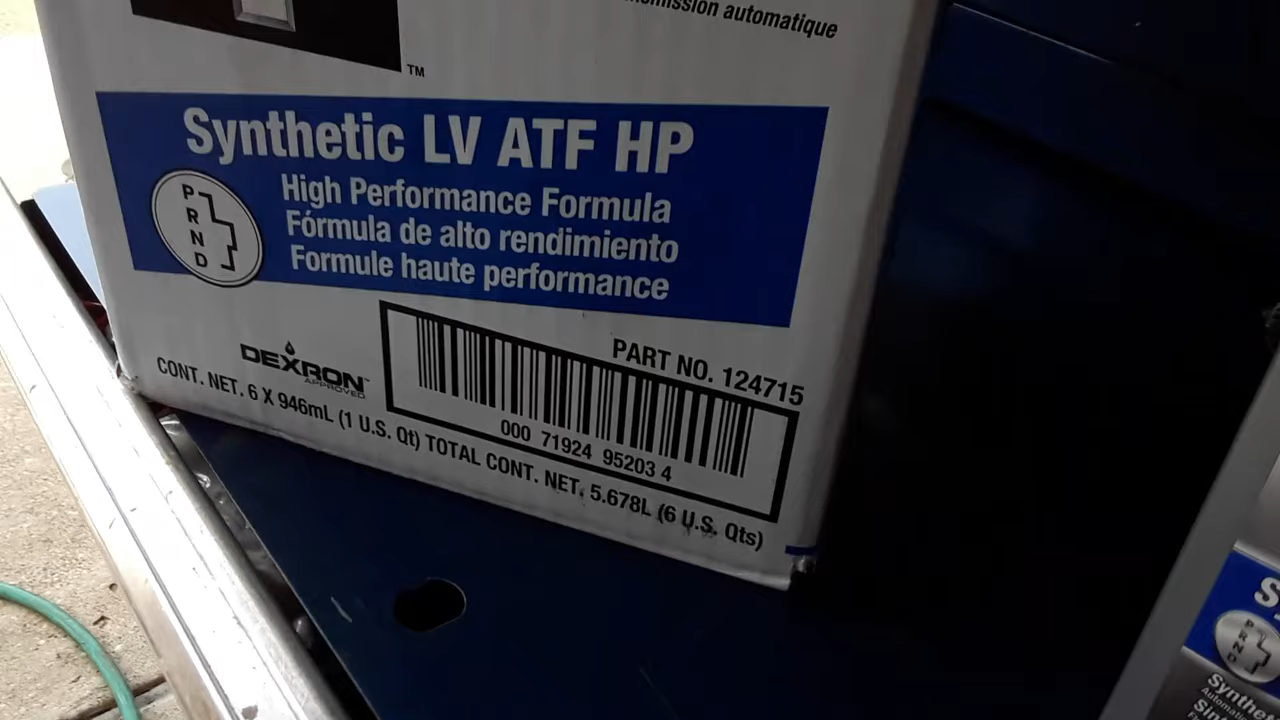 automatique
TM
Synthetic LV ATF HP
High Performance Formula
Fórmula de alto rendimiento
Formule haute performance
P
R
N
D
DEXRON
APPROVED
PART NO. 124715
000 71924 95203 4
CONT. NET. 6 X 946mL (1 U.S. Qt) TOTAL CONT. NET. 5.678L (6 U.S. Qts)
P
R
N
D